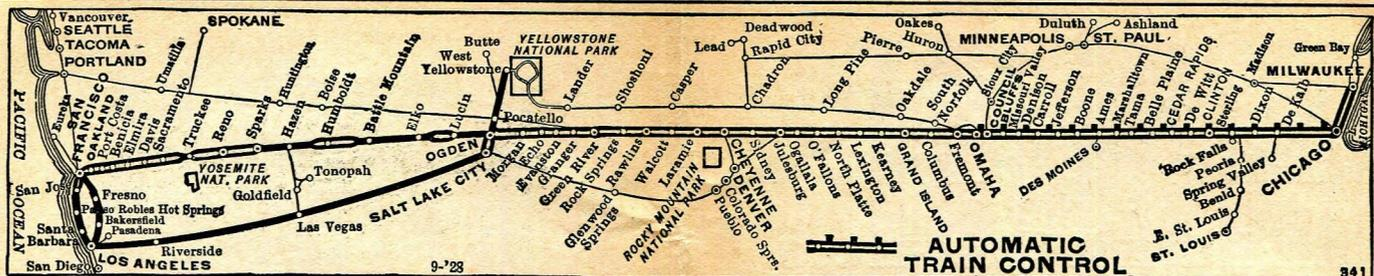 Vancouver
SEATTLE
TACOMA
PORTLAND
SPOKANE
Umatilla
Huntington
Boise
Humboldt
Battle Mountain
Butte
West
Yellowstone
YELLOWSTONE
NATIONAL PARK
Lander
Shoshoni
Casper
Lead
Deadwood
Rapid City
Chadron
Long Pine
Pierre
Oakes
Huron
Oakdale
South
Norfolk
MINNEAPOLIS
Duluth
Ashland
ST. PAUL
Sioux City
COUNCIL
BLUFFS
Missouri Valley
Denison
Carroll
Jefferson
Boone
Ames
Marshalltown
Tama
Belle Plaine
CEDAR RAPIDS
De Witt
CLINTON
Sterling
Dixon
De Kalb
Madison
Green Bay
MILWAUKEE
MICHIGAN
PACIFIC
OCEAN
Eureka
SAN
FRANCISCO
OAKLAND
Port Costa
Benicia
Elmira
Davis
Sacramento
Truckee
Reno
Sparks
Hazen
Elko
Lucin
OGDEN
Pocatello
YOSEMITE
NAT. PARK
Tonopah
Goldfield
San Jo
Fresno
Paso Robles Hot Springs
Bakersfield
Pasadena
Santa
Barbara
Riverside
LOS ANGELES
San Diego
Las Vegas
SALT LAKE CITY
Morgan
Echo
Evanston
Granger
Green River
Rock Springs
Rawlins
Walcott
Laramie
Glenwood
Springs
ROCKY MOUNTAIN
NATIONAL PARK
CHEYENNE
DENVER
Colorado Sprs.
Pueblo
Sidney
Julesburg
Ogallala
O'Fallons
North Platte
Lexington
Kearney
GRAND ISLAND
Columbus
Fremont
OMAHA
DES MOINES
Rock Falls
Peoria
Spring Valley
Benld
E. St. Louis
ST. LOUIS
CHICAGO
AUTOMATIC
TRAIN CONTROL
9-'28
341